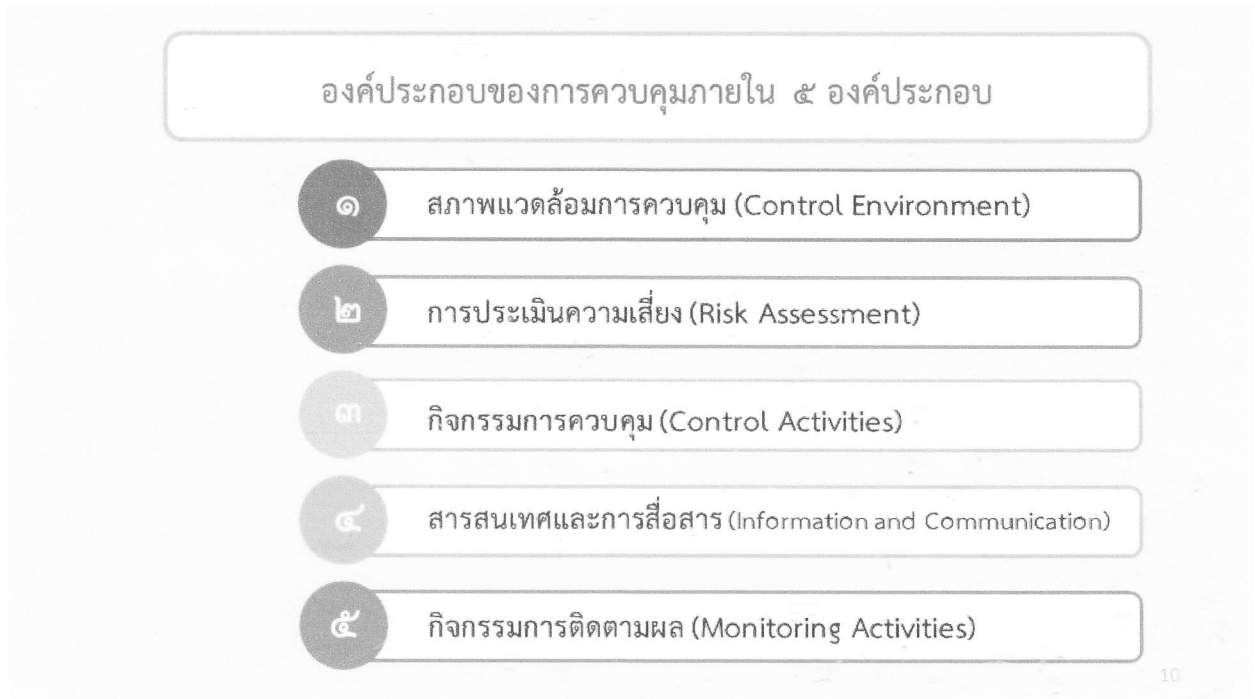 องค์ประกอบของการควบคุมภายใน ๕ องค์ประกอบ
๑ สภาพแวดล้อมการควบคุม (Control Environment)
๒ การประเมินความเสี่ยง (Risk Assessment)
๓ กิจกรรมการควบคุม (Control Activities)
๔ สารสนเทศและการสื่อสาร (Information and Communication)
๕ กิจกรรมการติดตามผล (Monitoring Activities)
10